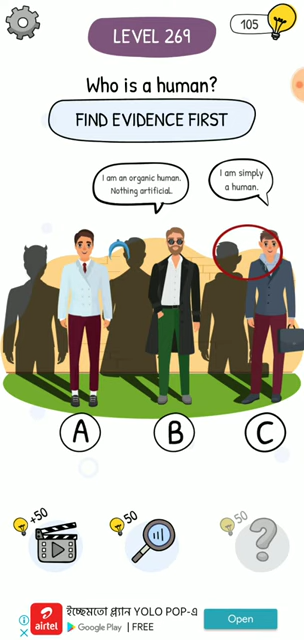 LEVEL 269
105
Who is a human?
FIND EVIDENCE FIRST
I am an organic human.
Nothing artificial.
I am simply
a human.
A
B
C
+50
50
50
airtel
ইচ্ছেমতো প্ল্যান YOLO POP-এ
Google Play | FREE
Open